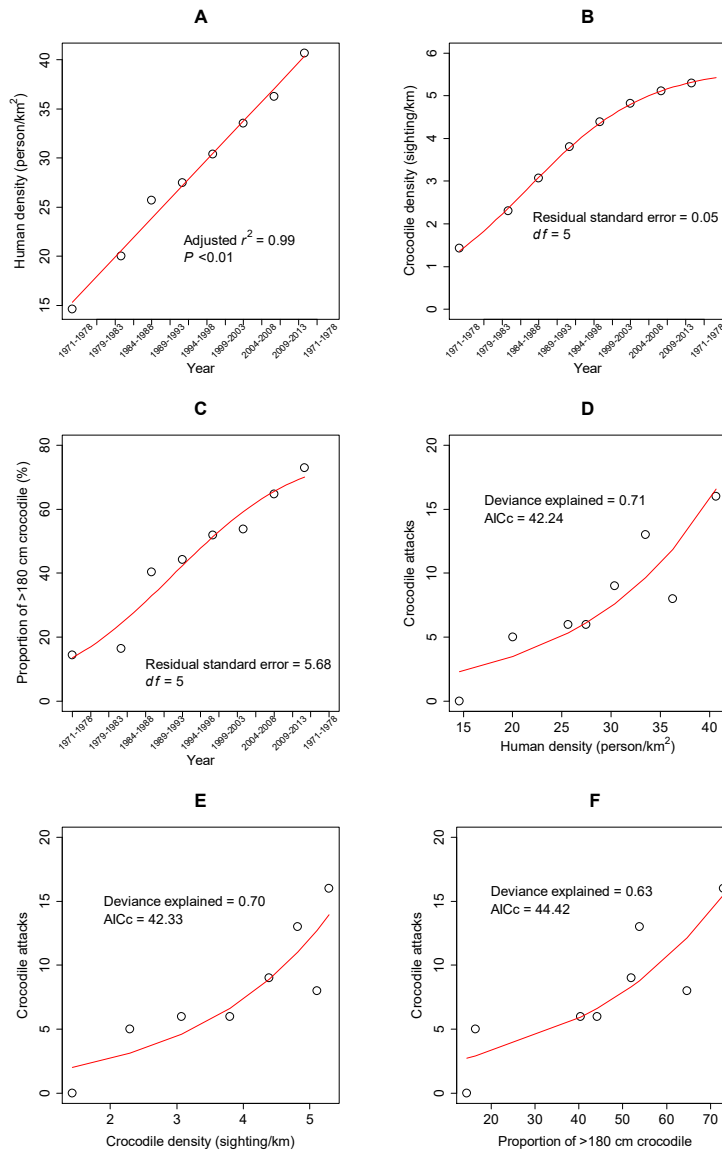 A
Human density (person/km²)
40
35
30
25
20
15
Adjusted r² = 0.99
P <0.01
1971-1978
1979-1983
1984-1988
1989-1993
1994-1998
1999-2003
2004-2008
2009-2013
1971-1978
Year
B
Crocodile density (sighting/km)
6
5
4
3
2
1
0
Residual standard error = 0.05
df = 5
1971-1978
1979-1983
1984-1988
1989-1993
1994-1998
1999-2003
2004-2008
2009-2013
1971-1978
Year
C
Proportion of >180 cm crocodile (%)
80
60
40
20
0
Residual standard error = 5.68
df = 5
1971-1978
1979-1983
1984-1988
1989-1993
1994-1998
1999-2003
2004-2008
2009-2013
1971-1978
Year
D
Crocodile attacks
20
15
10
5
0
Deviance explained = 0.71
AICc = 42.24
15 20 25 30 35 40
Human density (person/km²)
E
Crocodile attacks
20
15
10
5
0
Deviance explained = 0.70
AICc = 42.33
2 3 4 5
Crocodile density (sighting/km)
F
Crocodile attacks
20
15
10
5
0
Deviance explained = 0.63
AICc = 44.42
20 30 40 50 60 70
Proportion of >180 cm crocodile